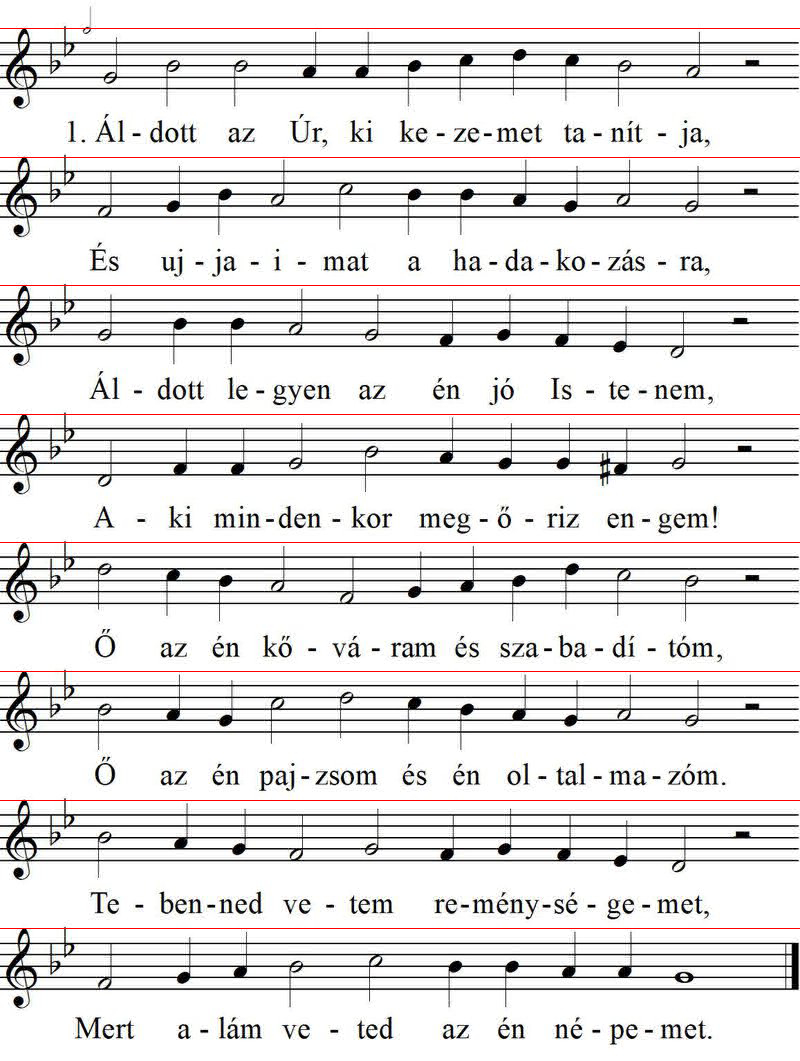 1. Ál- dott az Úr, ki ke - ze - met ta - nít - ja,
És uj - ja - i - mat a ha - da - ko - zás - ra,
Ál - dott le - gyen az én jó Is - te - nem,
A - ki min - den - kor meg - ő - riz en - gem!
Ő az én kő - vá - ram és sza - ba - dí - tóm,
Ő az én paj - zsom és én ol - tal - ma - zóm.
Te - ben - ned ve - tem re - mény - sé - ge - met,
Mert a - lám ve - ted az én né - pe - met.